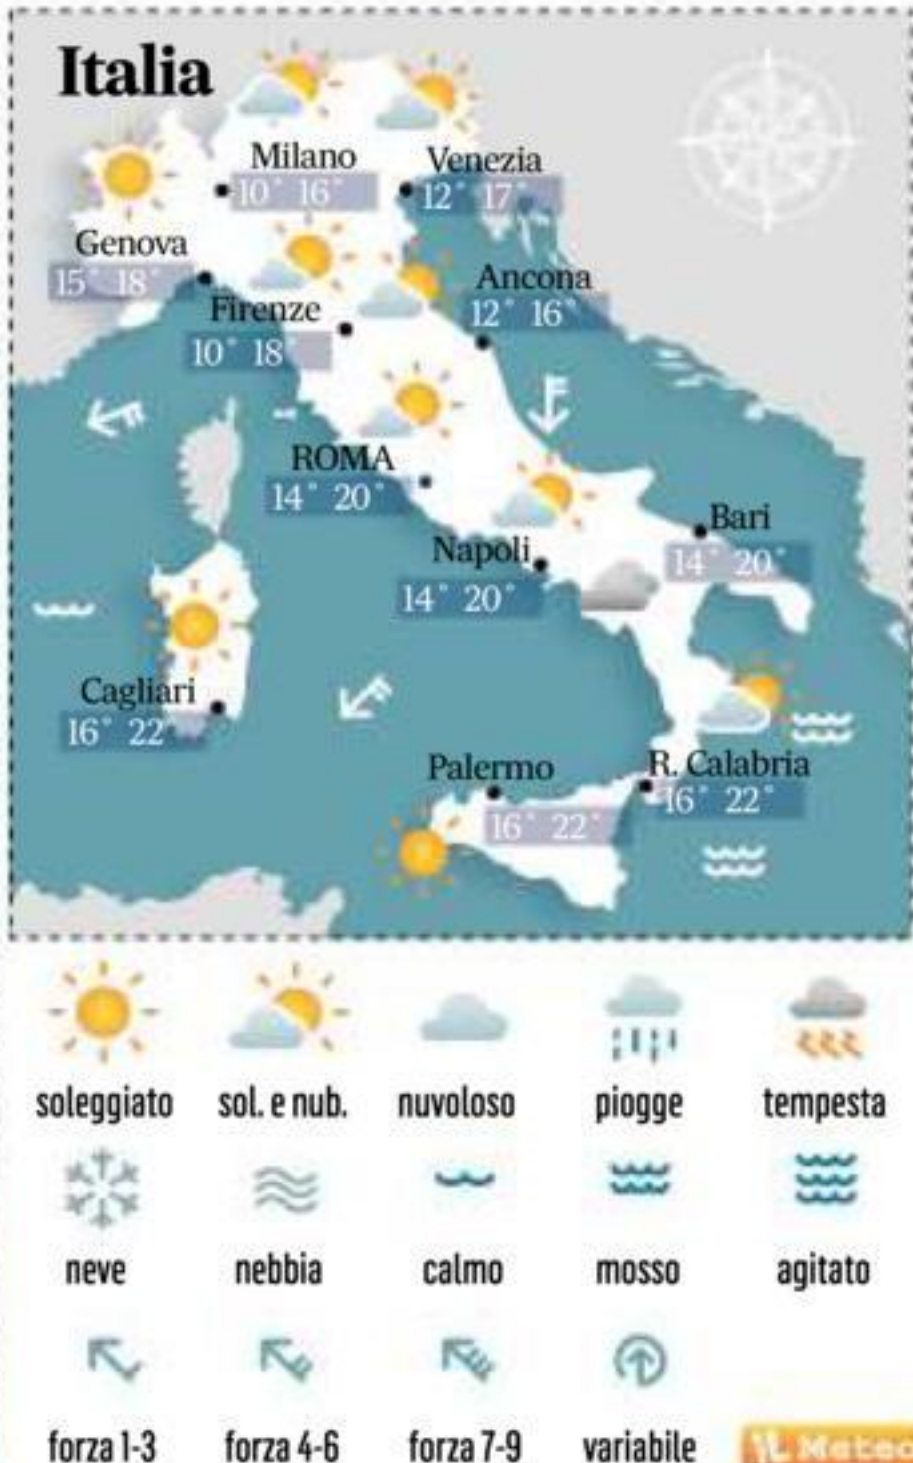 Italia
Milano
10° 16°
Venezia
12° 17°
Genova
15° 18°
Ancona
12° 16°
Firenze
10° 18°
ROMA
14° 20°
Bari
14° 20°
Napoli
14° 20°
Cagliari
16° 22°
Palermo
16° 22°
R. Calabria
16° 22°
soleggiato sol. e nub. nuvoloso piogge tempesta
neve nebbia calmo mosso agitato
forza 1-3 forza 4-6 forza 7-9 variabile
Meteo